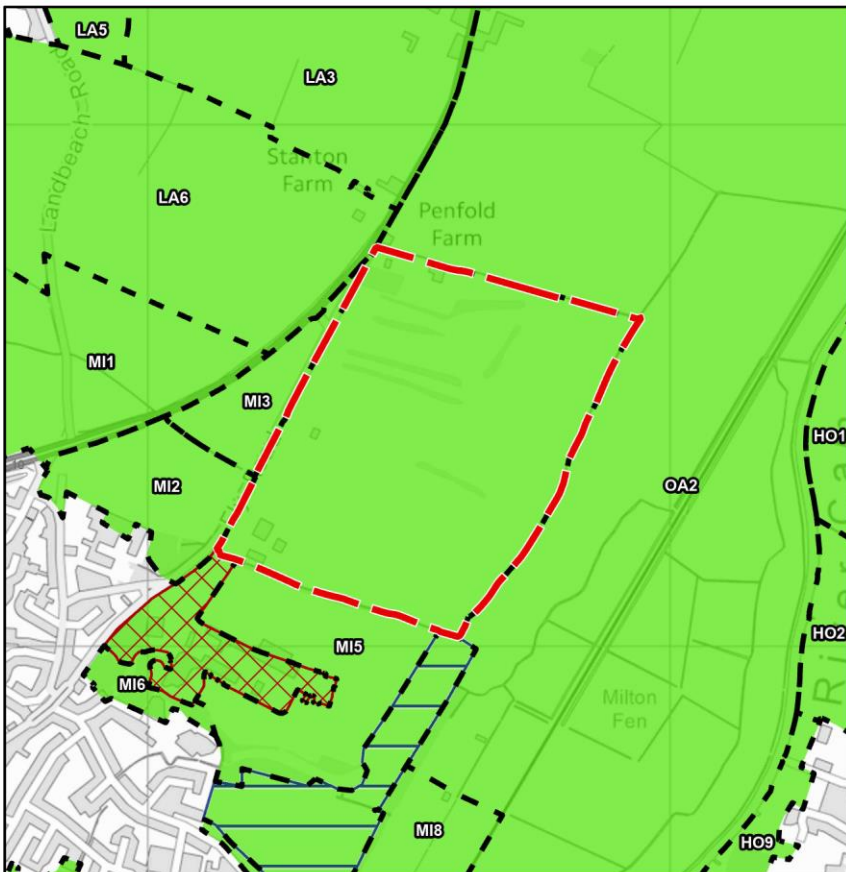 LA5
LA3
Landbeach Road
Stanton
Farm
LA6
Penfold
Farm
MI1
MI3
HO1
MI2
OA2
MI5
HO2
MI6
Milton
Fen
MI8
HO9